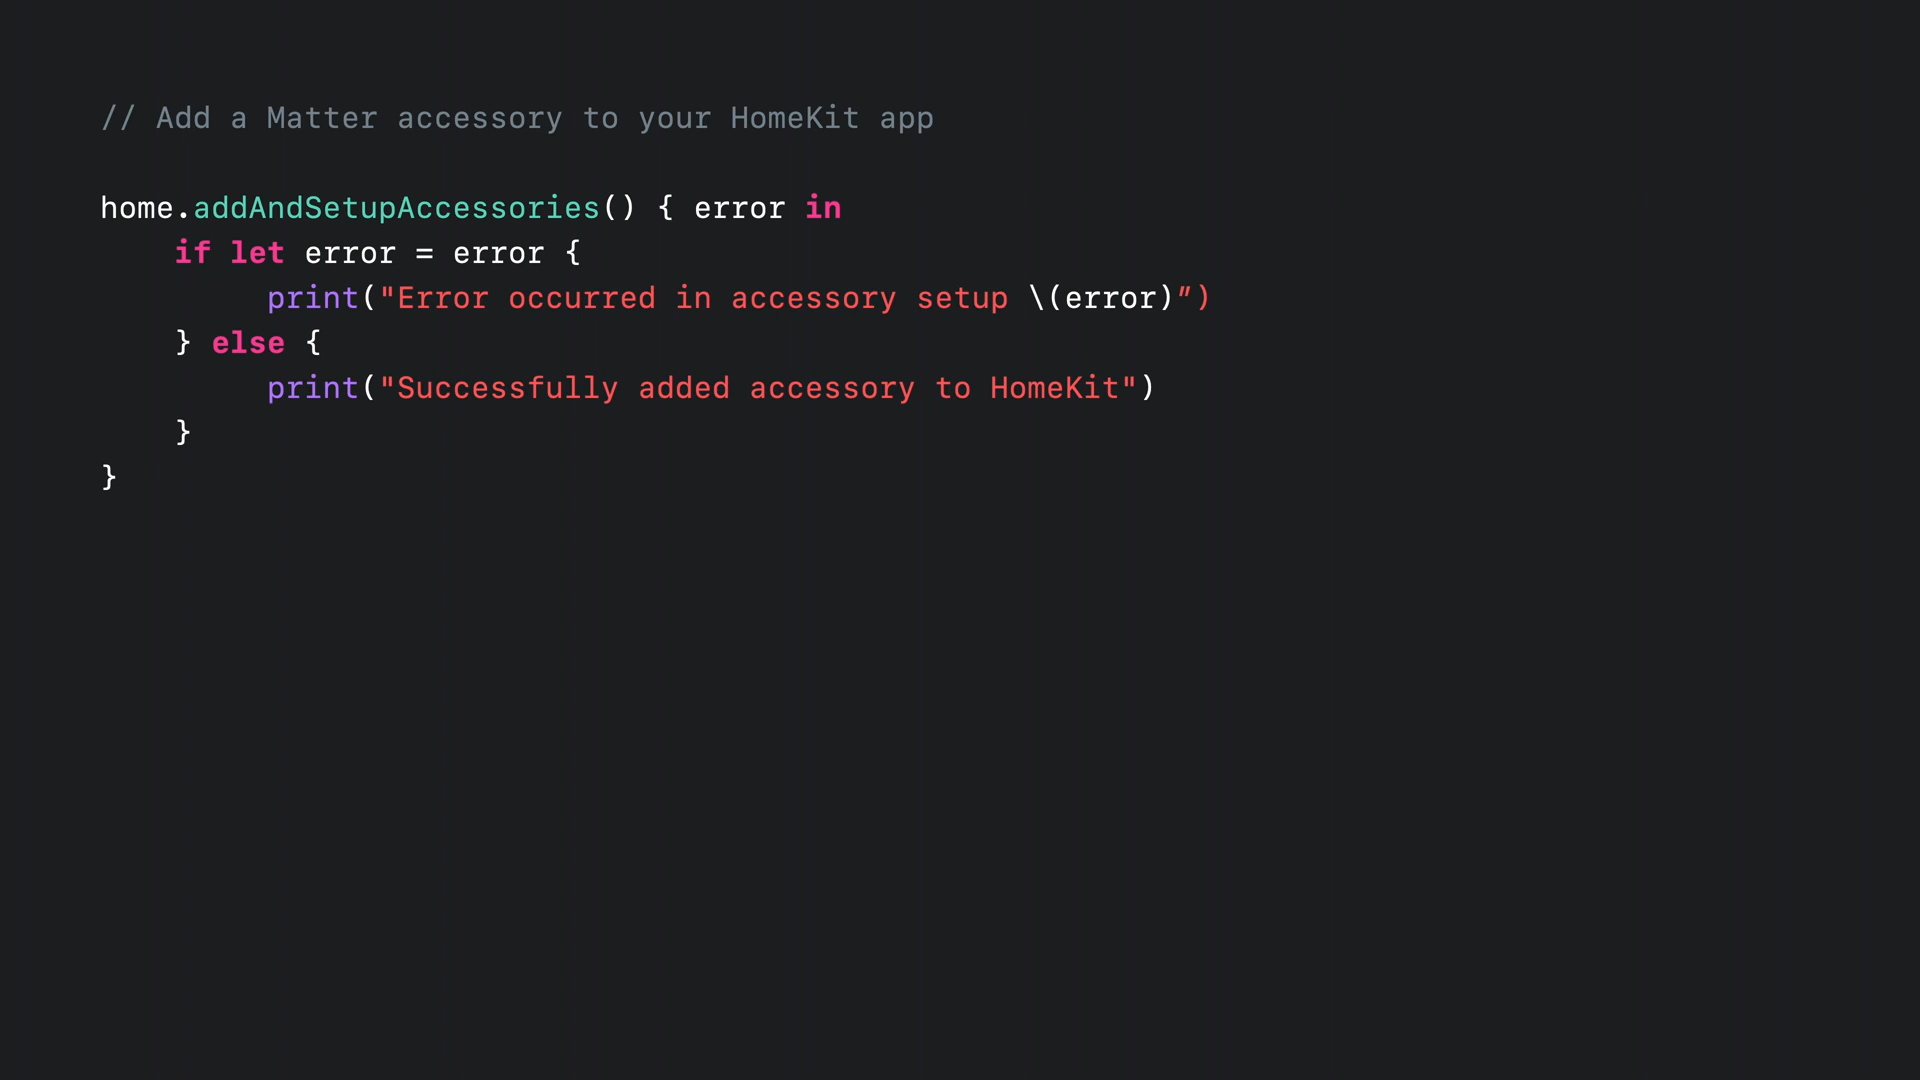 // Add a Matter accessory to your HomeKit app
home.addAndSetupAccessories() { error in
if let error = error {
print("Error occurred in accessory setup \(error)”)
} else {
print("Successfully added accessory to HomeKit")
}
}